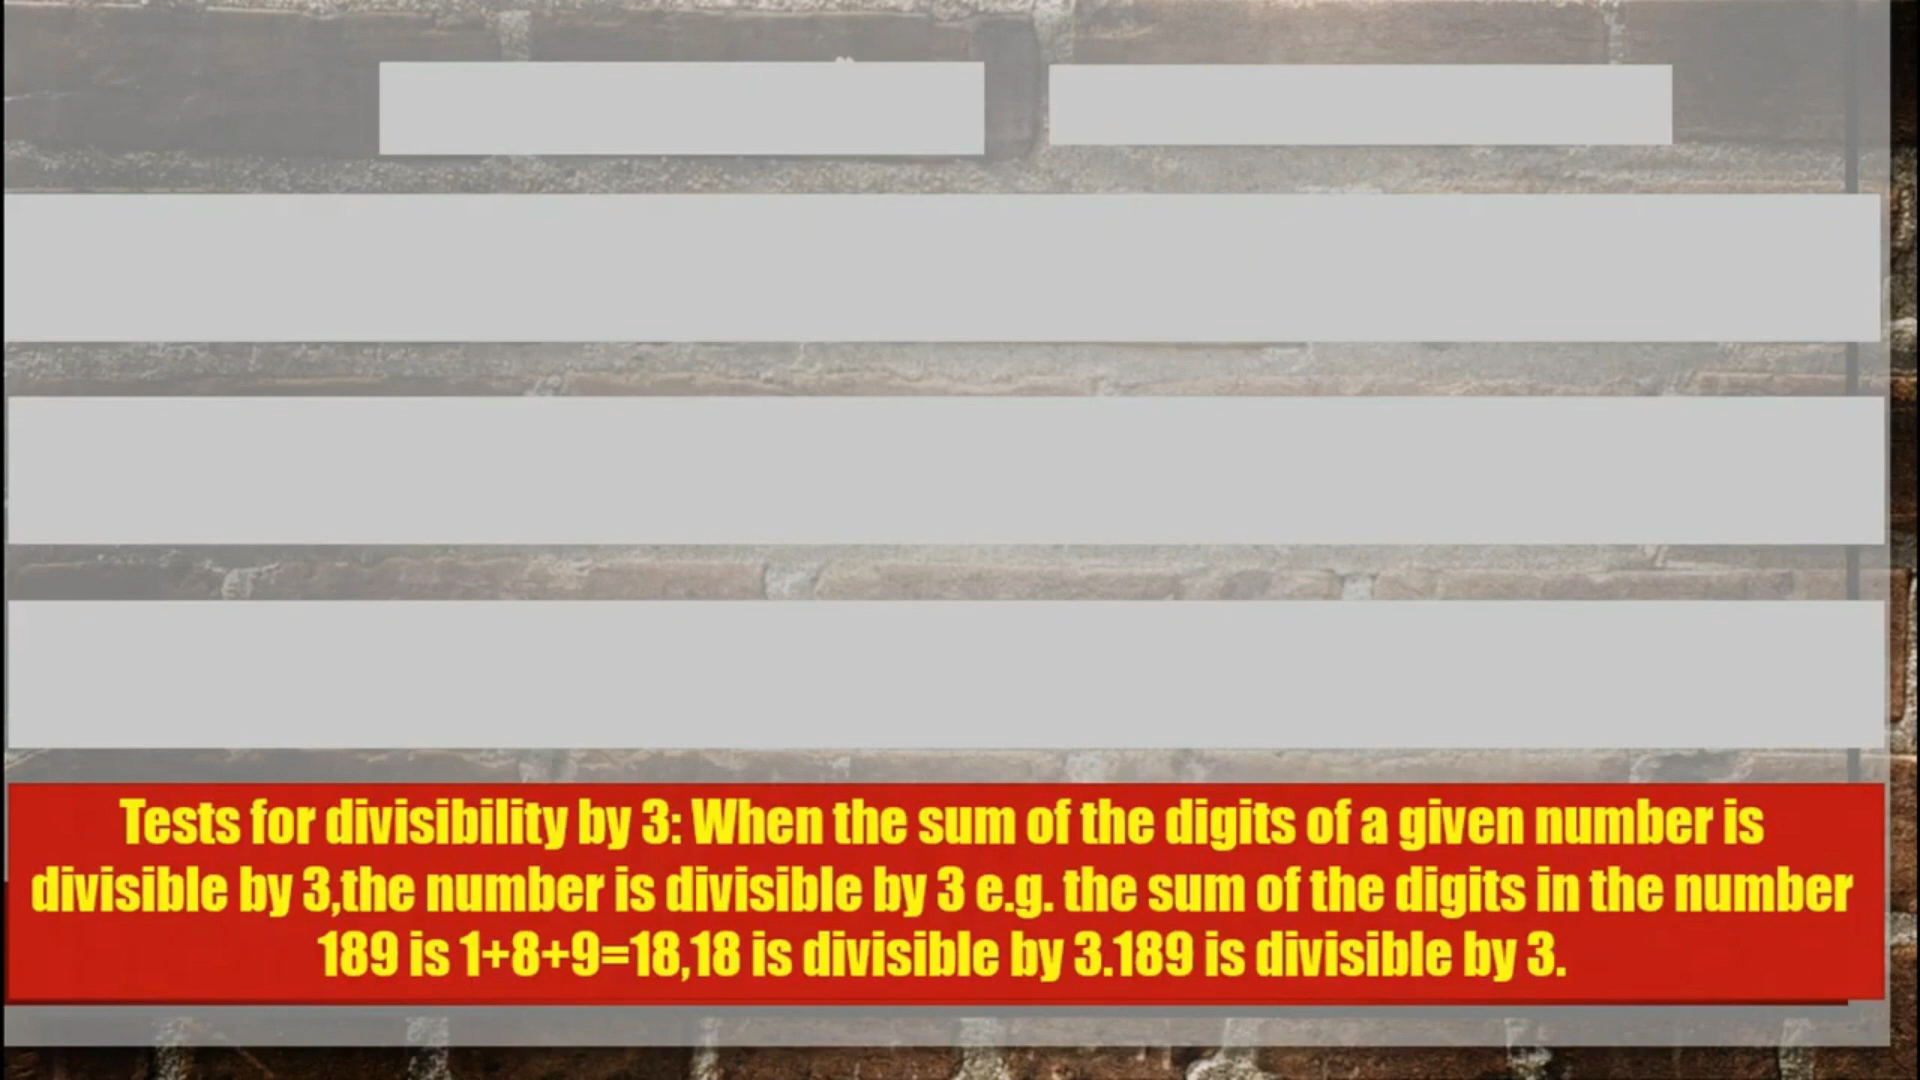 Tests for divisibility by 3: When the sum of the digits of a given number is
divisible by 3,the number is divisible by 3 e.g. the sum of the digits in the number
189 is 1+8+9=18,18 is divisible by 3.189 is divisible by 3.